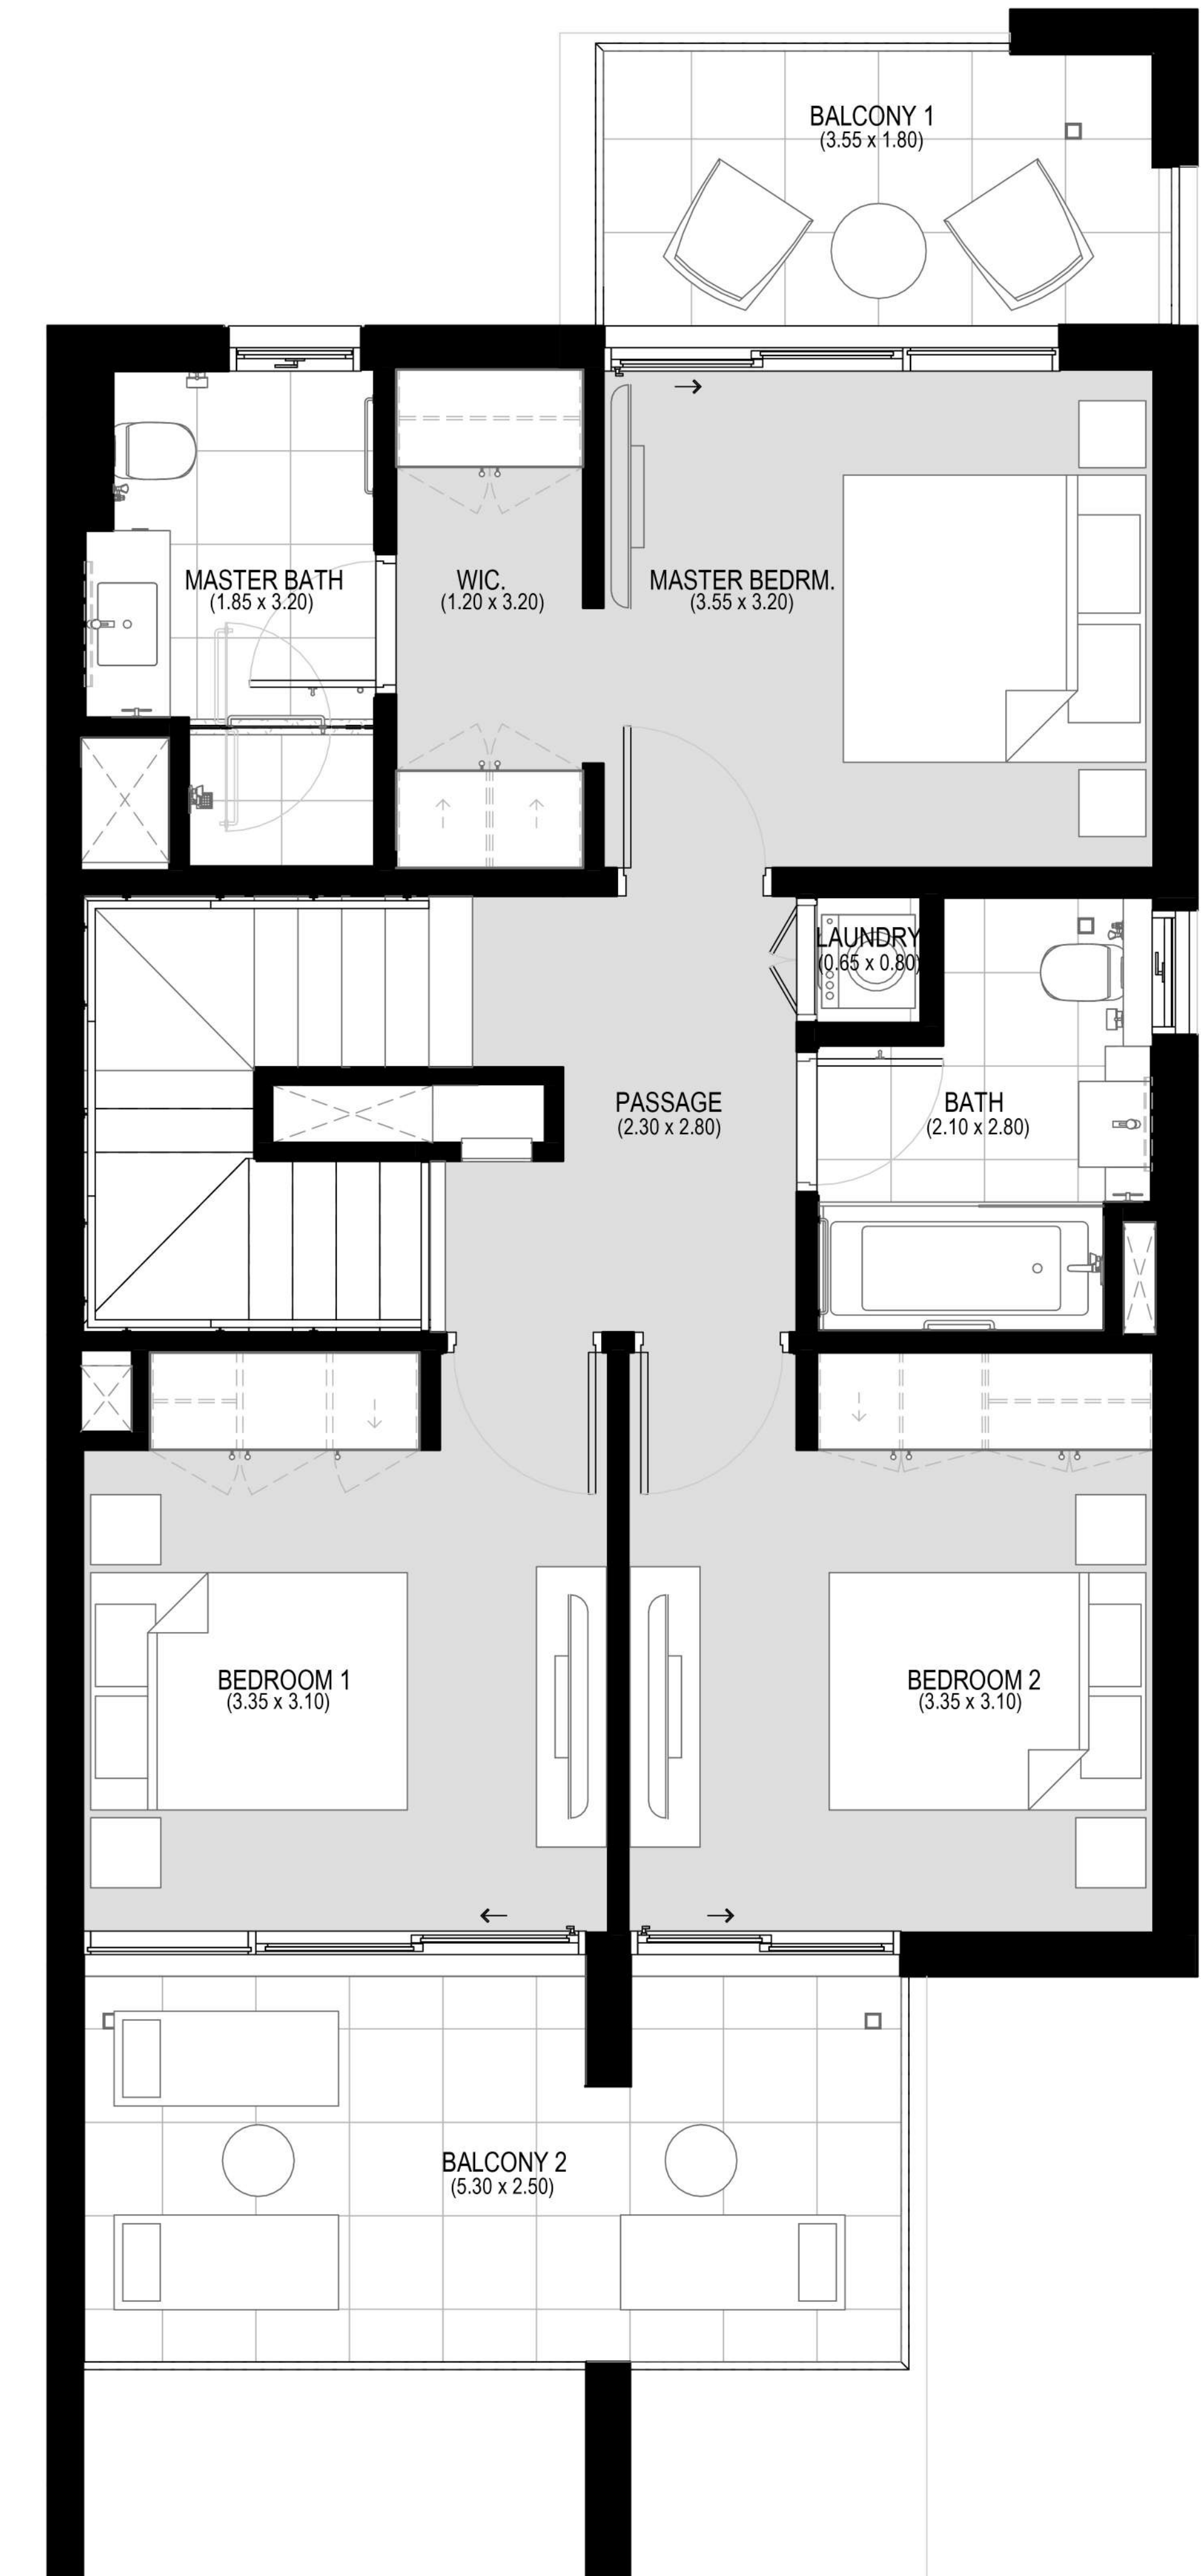 BALCONY 1
(3.55 x 1.80)
MASTER BATH
(1.85 x 3.20)
WIC.
(1.20 x 3.20)
MASTER BEDRM.
(3.55 x 3.20)
LAUNDRY
(0.65 x 0.80)
PASSAGE
(2.30 x 2.80)
BATH
(2.10 x 2.80)
BEDROOM 1
(3.35 x 3.10)
BEDROOM 2
(3.35 x 3.10)
BALCONY 2
(5.30 x 2.50)